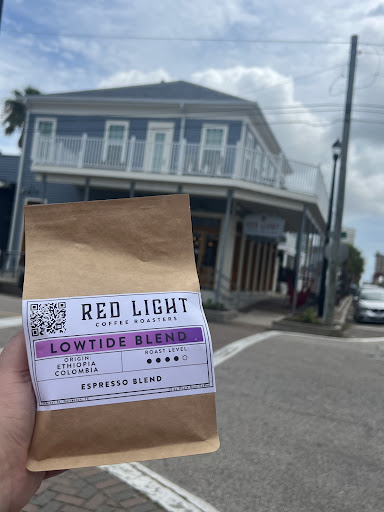 RED LIGHT
COFFEE ROASTERS
LOWTIDE BLEND
ORIGIN
ETHIOPIA
COLOMBIA
ROAST LEVEL
ESPRESSO BLEND